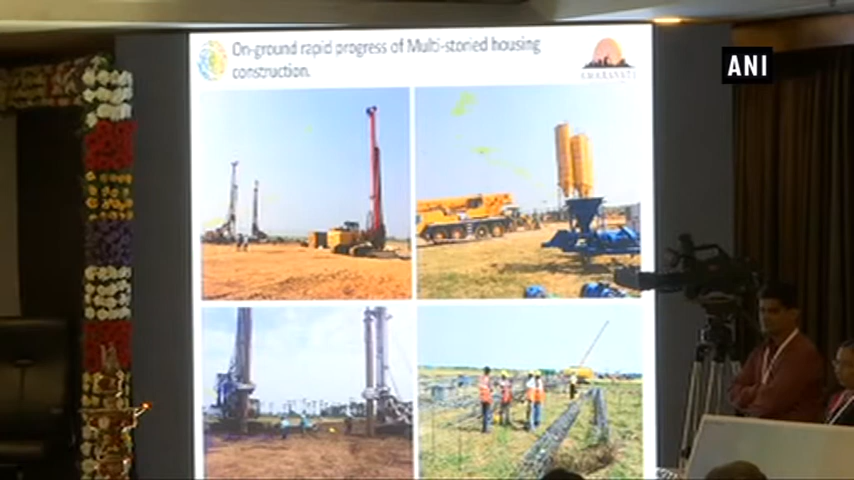 On-ground rapid progress of Multi-storied housing
construction.
AMARAVATI
ANI